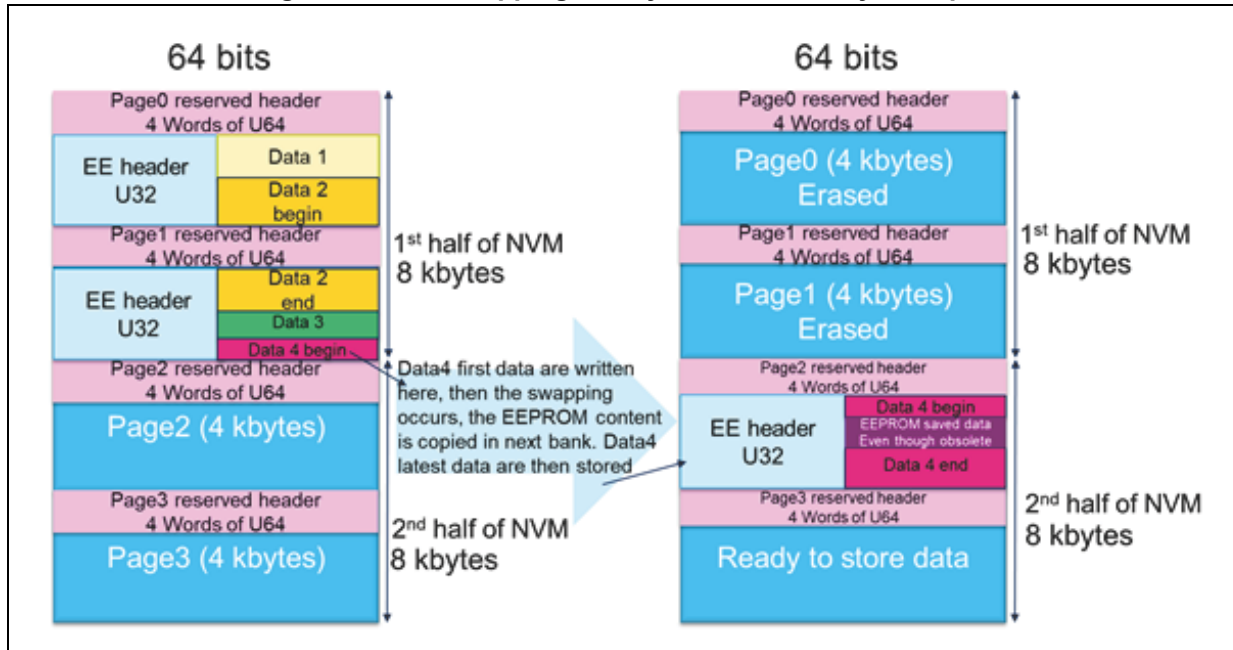 64 bits
Page0 reserved header
4 Words of U64
EE header
U32
Data 1
Data 2
begin
Page1 reserved header
4 Words of U64
EE header
U32
Data 2
end
Data 3
Data 4 begin
Page2 reserved header
4 Words of U64
Page2 (4 kbytes)
Page3 reserved header
4 Words of U64
Page3 (4 kbytes)
1st half of NVM
8 kbytes
2nd half of NVM
8 kbytes
Data4 first data are written
here, then the swapping
occurs, the EEPROM content
is copied in next bank. Data4
latest data are then stored
64 bits
Page0 reserved header
4 Words of U64
Page0 (4 kbytes)
Erased
Page1 reserved header
4 Words of U64
Page1 (4 kbytes)
Erased
Page2 reserved header
4 Words of U64
EE header
U32
Data 4 begin
EEPROM saved data
Even though obsolete
Data 4 end
Page3 reserved header
4 Words of U64
Ready to store data
1st half of NVM
8 kbytes
2nd half of NVM
8 kbytes